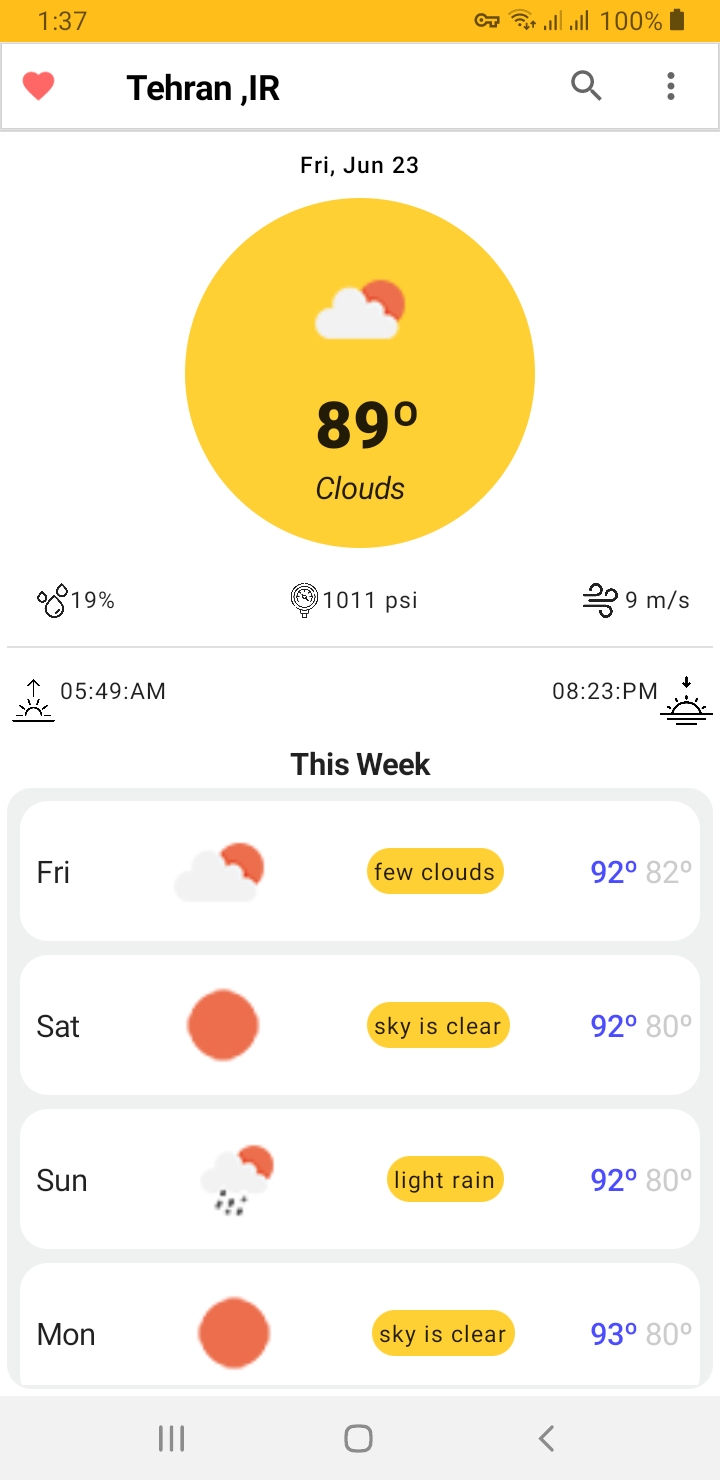 1:37 100%
Tehran ,IR
Fri, Jun 23
89º
Clouds
19% 1011 psi 9 m/s
05:49:AM 08:23:PM
This Week
Fri few clouds 92º 82º
Sat sky is clear 92º 80º
Sun light rain 92º 80º
Mon sky is clear 93º 80º